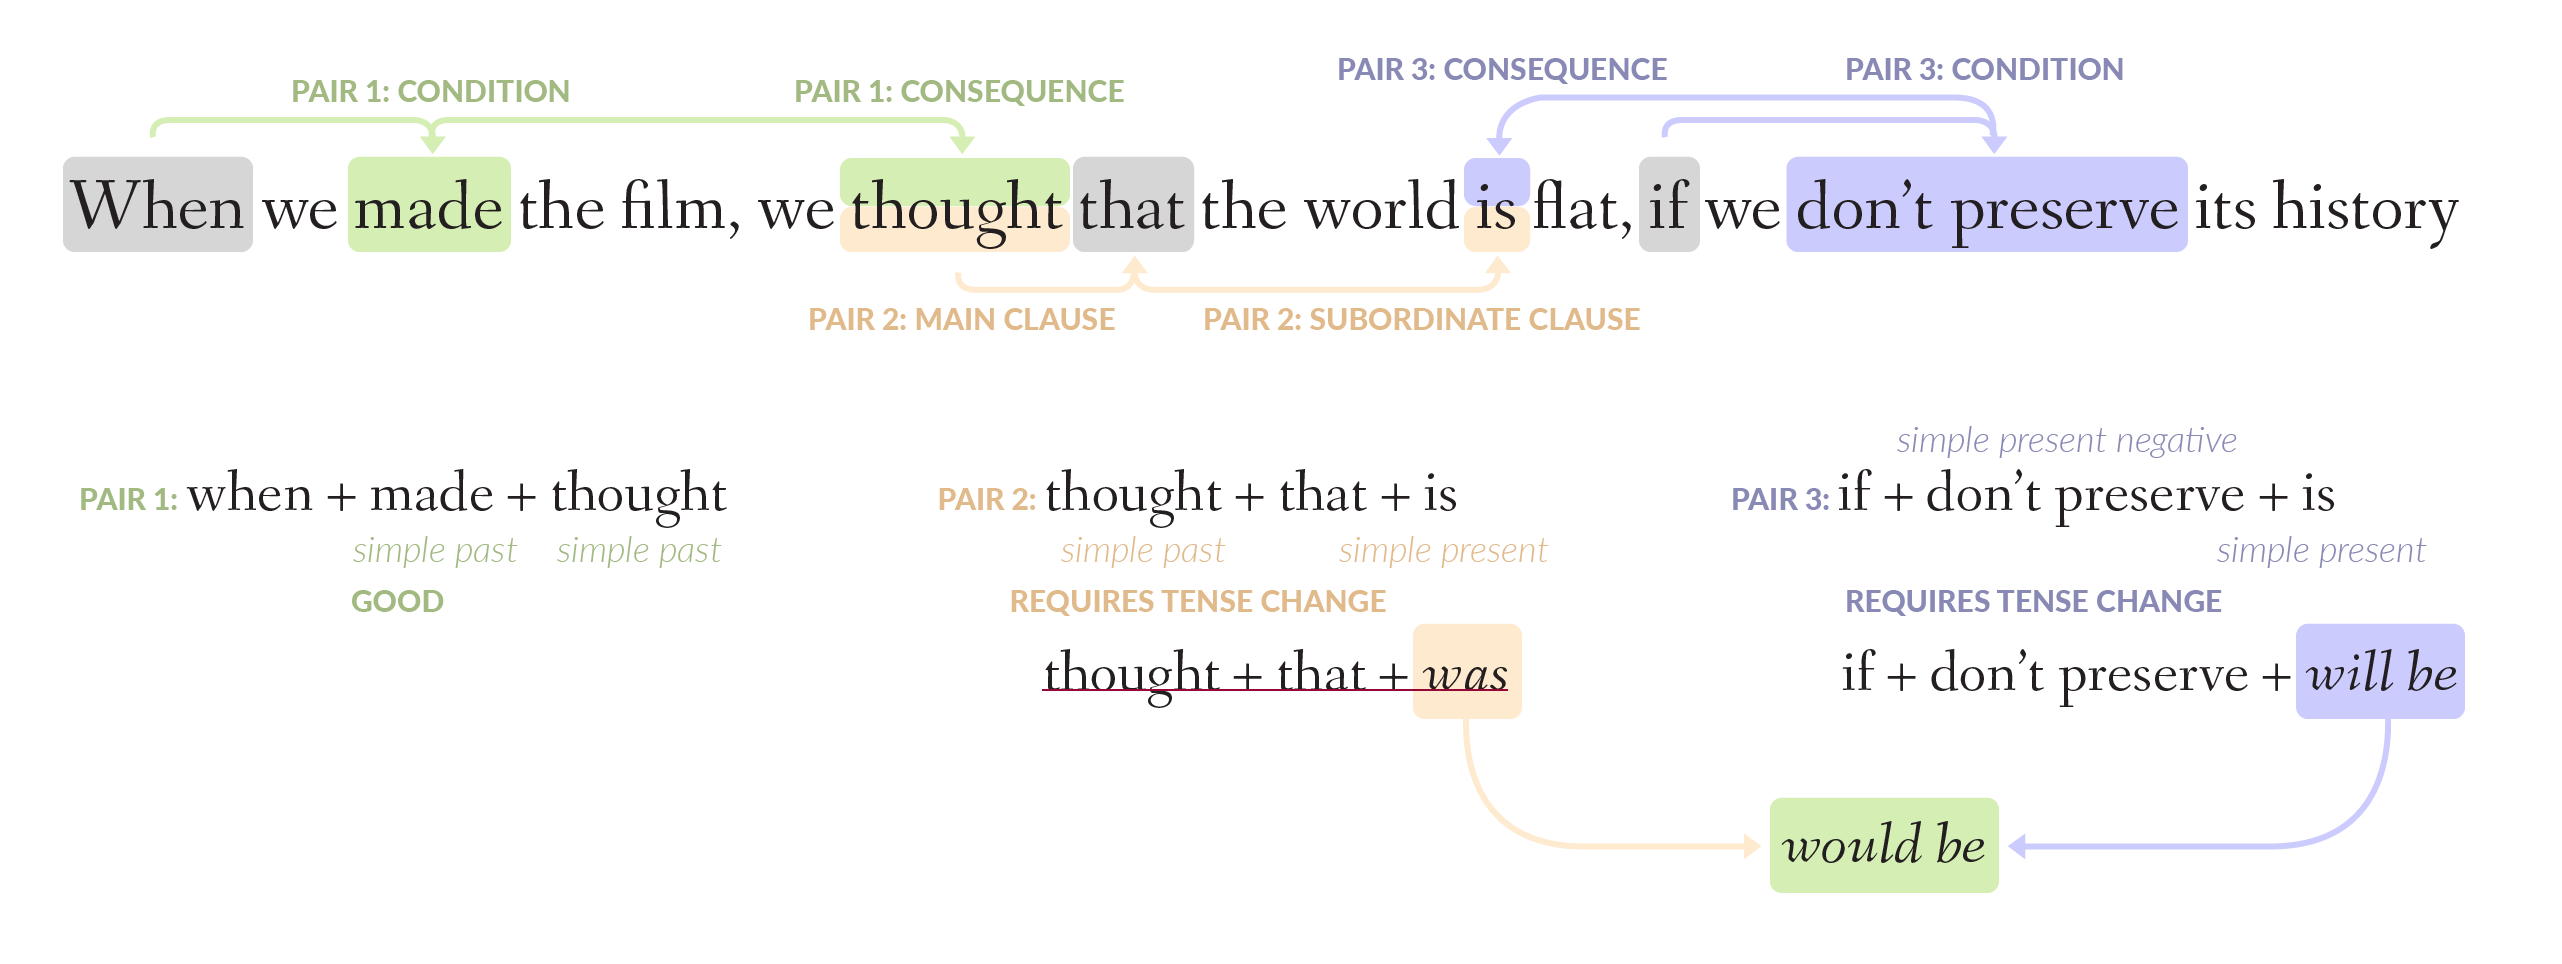 PAIR 3: CONSEQUENCE PAIR 3: CONDITION
PAIR 1: CONDITION PAIR 1: CONSEQUENCE
When we made the film, we thought that the world is flat, if we don’t preserve its history
PAIR 2: MAIN CLAUSE PAIR 2: SUBORDINATE CLAUSE
PAIR 1: when + made + thought
simple past simple past
GOOD
PAIR 2: thought + that + is
simple past simple present
REQUIRES TENSE CHANGE
thought + that + was
simple present negative
PAIR 3: if + don’t preserve + is
simple present
REQUIRES TENSE CHANGE
if + don’t preserve + will be
would be